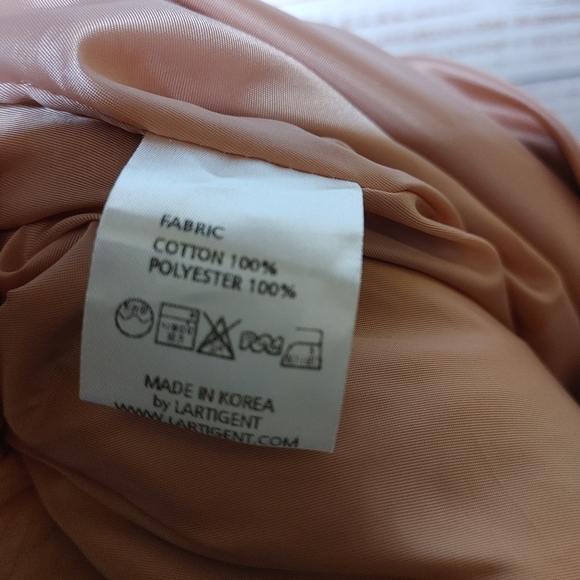 FABRIC
COTTON 100%
POLYESTER 100%
MADE IN KOREA
by LARTIGENT
WWW.LARTIGENT.COM